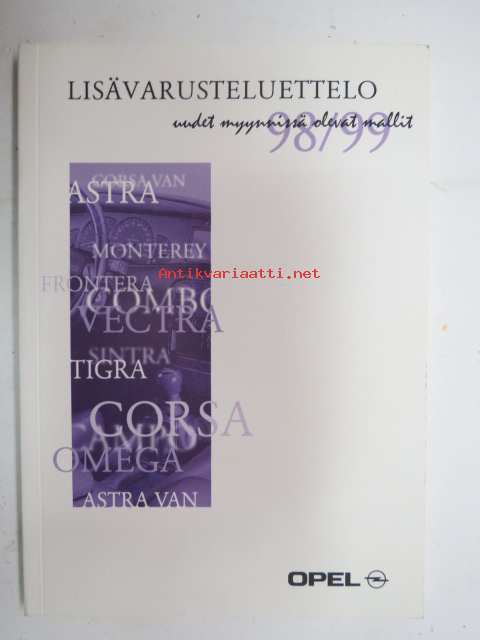 LISÄVARUSTELUETTELO
uudet myynnissä olevat mallit
98/99
CORSA VAN
ASTRA
MONTEREY
Antikvariaatti.net
FRONTERA
COMBO
VECTRA
SINTRA
TIGRA
CORSA
CAMPO
OMEGA
ASTRA VAN
OPEL